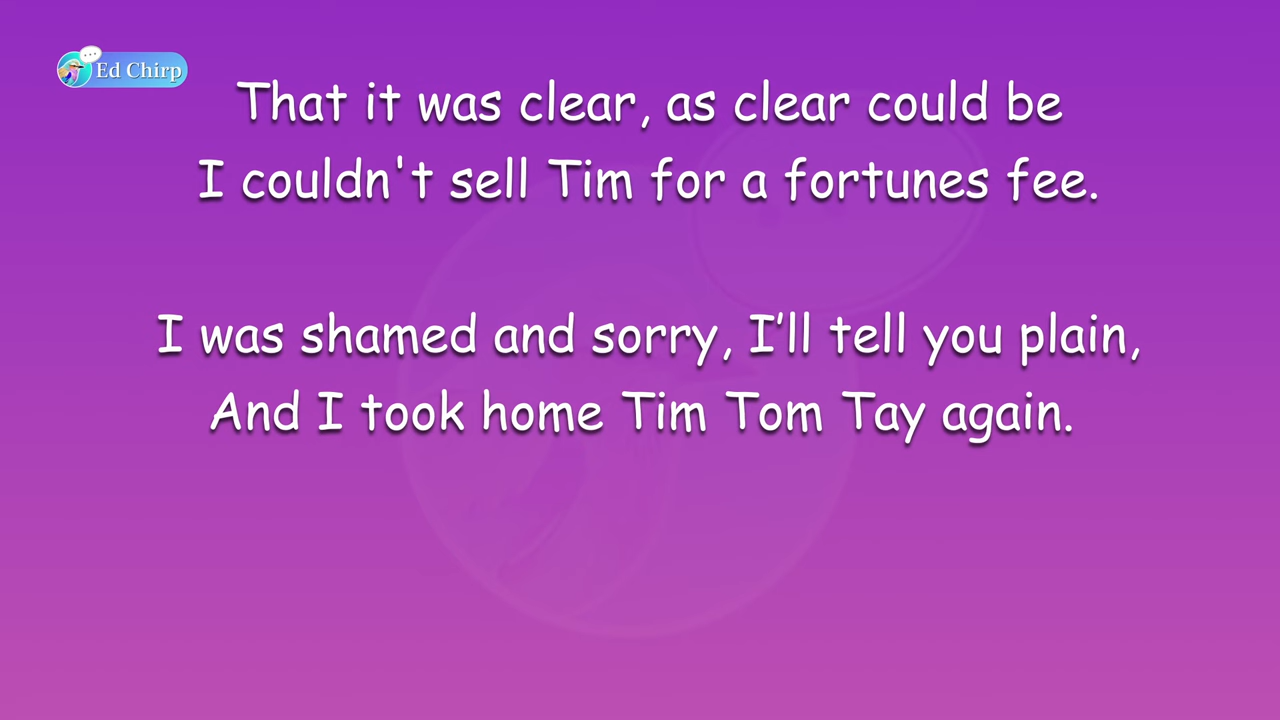 Ed Chirp
That it was clear, as clear could be
I couldn't sell Tim for a fortunes fee.
I was shamed and sorry, I’ll tell you plain,
And I took home Tim Tom Tay again.